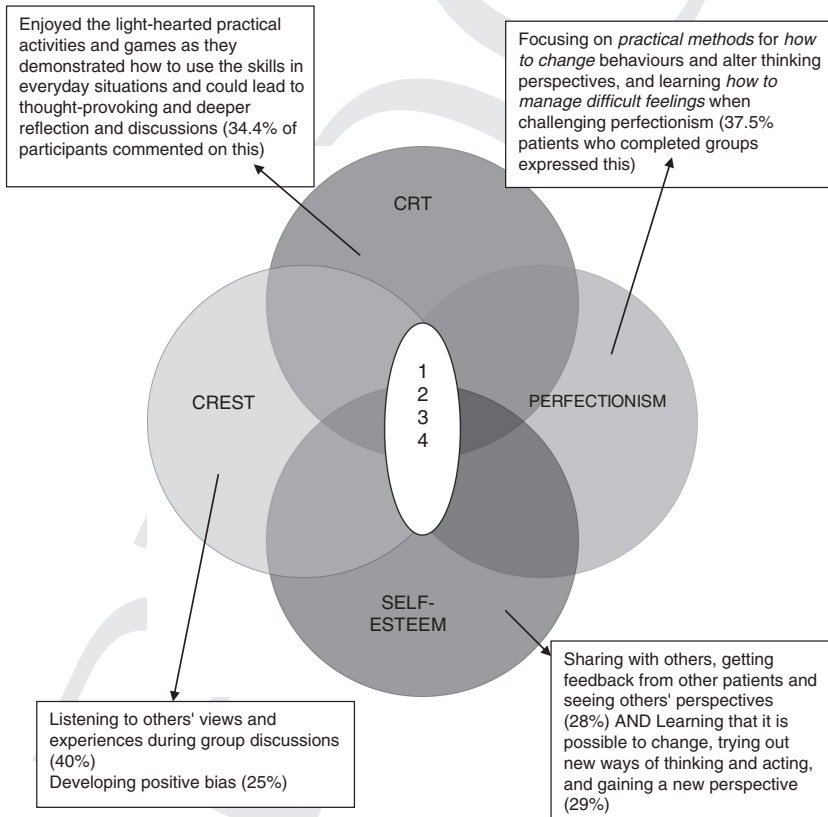 Enjoyed the light-hearted practical
activities and games as they
demonstrated how to use the skills in
everyday situations and could lead to
thought-provoking and deeper
reflection and discussions (34.4% of
participants commented on this)
Focusing on practical methods for how
to change behaviours and alter thinking
perspectives, and learning how to
manage difficult feelings when
challenging perfectionism (37.5%
patients who completed groups
expressed this)
CRT
CREST
1
2
3
4
PERFECTIONISM
SELF-
ESTEEM
Listening to others' views and
experiences during group discussions
(40%)
Developing positive bias (25%)
Sharing with others, getting
feedback from other patients and
seeing others' perspectives
(28%) AND Learning that it is
possible to change, trying out
new ways of thinking and acting,
and gaining a new perspective
(29%)